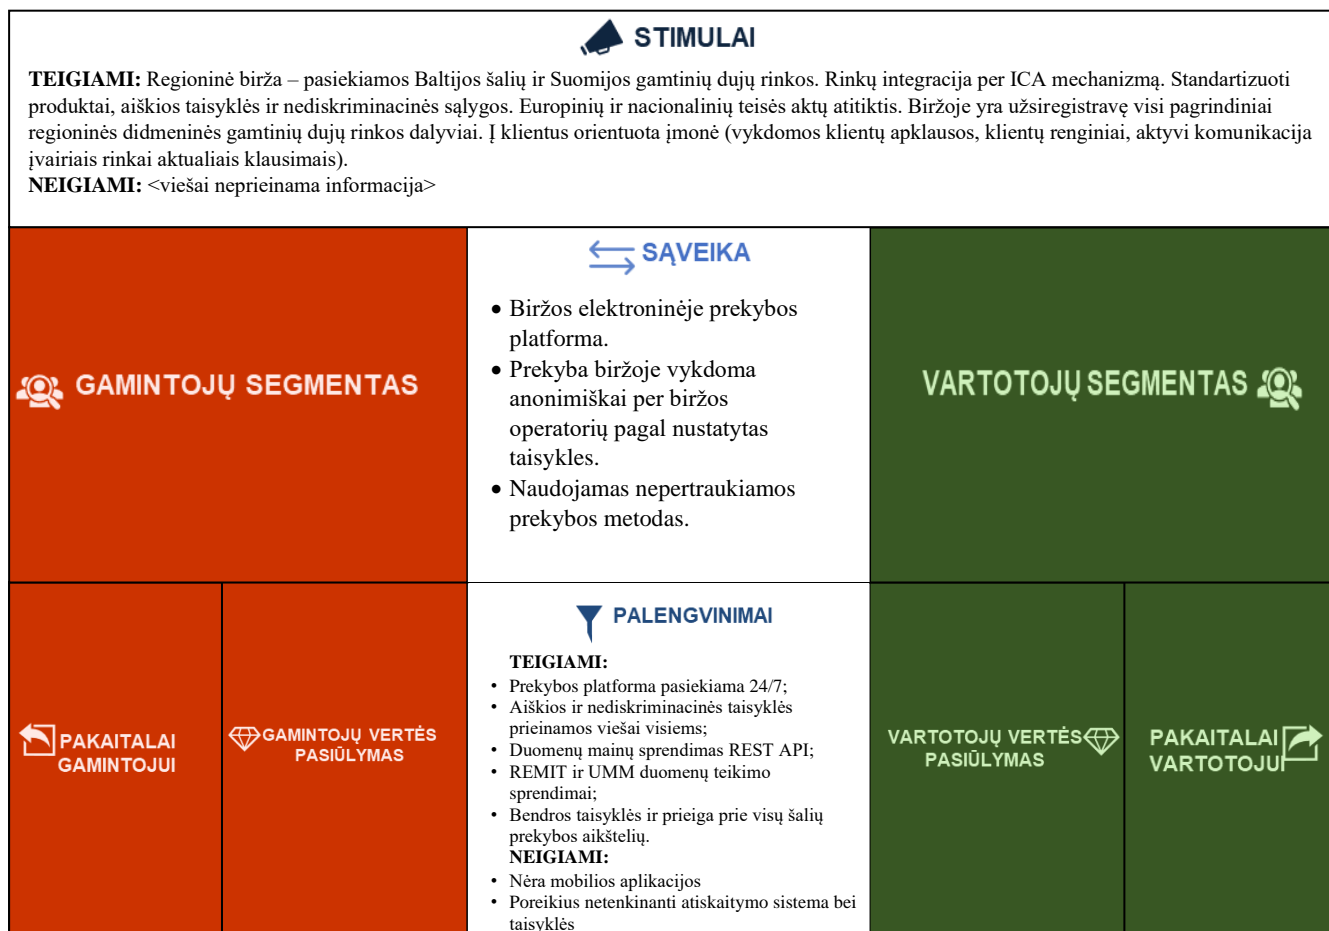 STIMULAI
TEIGIAMI: Regioninė birža – pasiekiamos Baltijos šalių ir Suomijos gamtinių dujų rinkos. Rinkų integracija per ICA mechanizmą. Standartizuoti
produktai, aiškios taisyklės ir nediskriminacinės sąlygos. Europinių ir nacionalinių teisės aktų atitiktis. Biržoje yra užsiregistravę visi pagrindiniai
regioninės didmeninės gamtinių dujų rinkos dalyviai. Į klientus orientuota įmonė (vykdomos klientų apklausos, klientų renginiai, aktyvi komunikacija
įvairiais rinkai aktualiais klausimais).
NEIGIAMI: <viešai neprieinama informacija>
GAMINTOJŲ SEGMENTAS
SĄVEIKA
• Biržos elektroninėje prekybos
platforma.
• Prekyba biržoje vykdoma
anonimiškai per biržos
operatorių pagal nustatytas
taisykles.
• Naudojamas nepertraukiamos
prekybos metodas.
VARTOTOJŲ SEGMENTAS
PAKAITALAI
GAMINTOJUI
GAMINTOJŲ VERTĖS
PASIŪLYMAS
PALENGVINIMAI
TEIGIAMI:
• Prekybos platforma pasiekiama 24/7;
• Aiškios ir nediskriminacinės taisyklės
prieinamos viešai visiems;
• Duomenų mainų sprendimas REST API;
• REMIT ir UMM duomenų teikimo
sprendimai;
• Bendros taisyklės ir prieiga prie visų šalių
prekybos aikštelių.
NEIGIAMI:
• Nėra mobilios aplikacijos
• Poreikius netenkinanti atiskaitymo sistema bei
taisyklės
VARTOTOJŲ VERTĖS
PASIŪLYMAS
PAKAITALAI
VARTOTOJUI